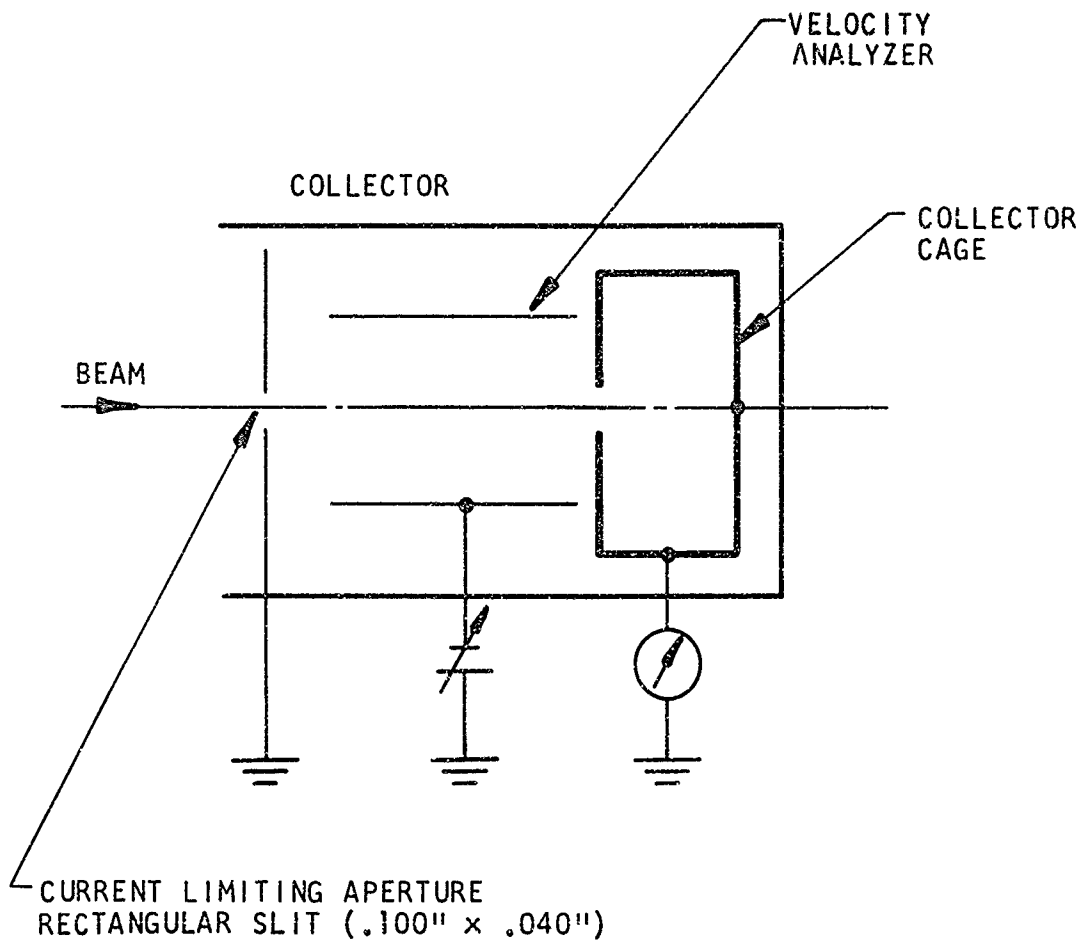 VELOCITY
ANALYZER
COLLECTOR
COLLECTOR
CAGE
BEAM
CURRENT LIMITING APERTURE
RECTANGULAR SLIT (.100" x .040")